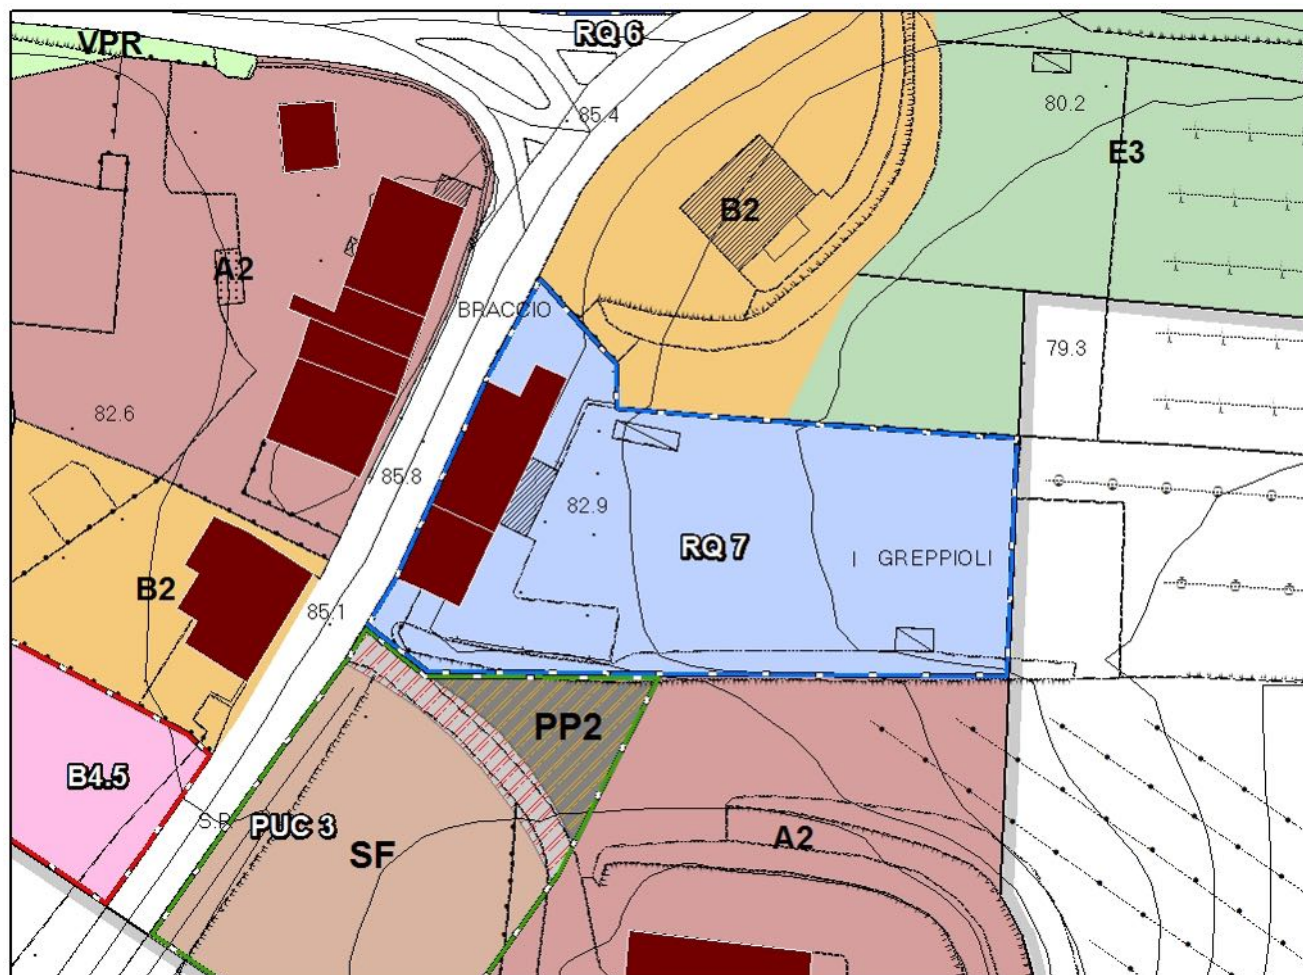 RQ 6
VPR
80.2
85.4
E3
B2
A2
BRACCIO
79.3
82.6
85.8
82.9
RQ 7
I GREPPIOLI
B2
85.1
PP2
B4.5
S.R
PUC 3
A2
SF